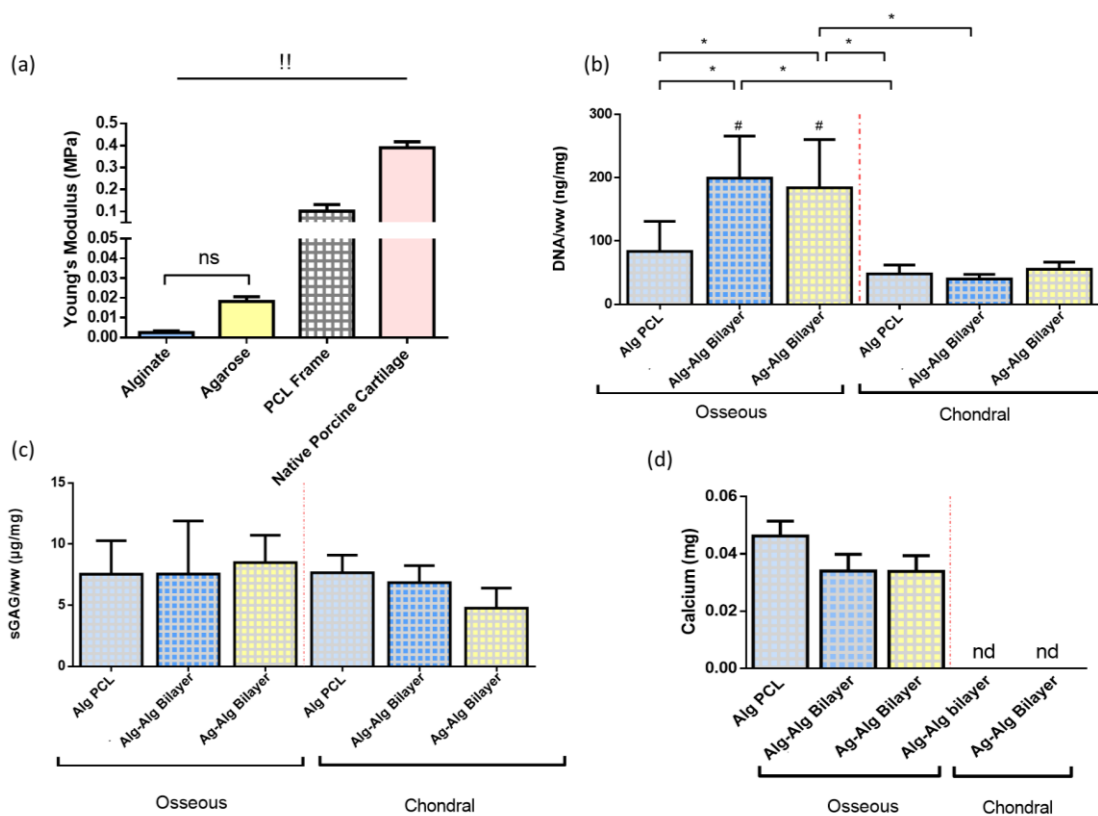 (a)
!!
Young's Modulus (MPa)
0.5
0.4
0.3
0.2
0.1
0.05
0.04
0.03
0.02
0.01
0.00
ns
Alginate
Agarose
PCL Frame
Native Porcine Cartilage
(b)
*
* *
* *
DNA/ww (ng/mg)
300
200
100
0
# #
Alg PCL
Alg-Alg Bilayer
Ag-Alg Bilayer
Alg PCL
Alg-Alg Bilayer
Ag-Alg Bilayer
Osseous
Chondral
(c)
sGAG/ww (µg/mg)
15
10
5
0
Alg PCL
Alg-Alg Bilayer
Ag-Alg Bilayer
Alg PCL
Alg-Alg Bilayer
Ag-Alg Bilayer
Osseous
Chondral
(d)
Calcium (mg)
0.06
0.04
0.02
0.00
nd nd
Alg PCL
Alg-Alg Bilayer
Ag-Alg Bilayer
Alg-Alg bilayer
Ag-Alg Bilayer
Osseous
Chondral